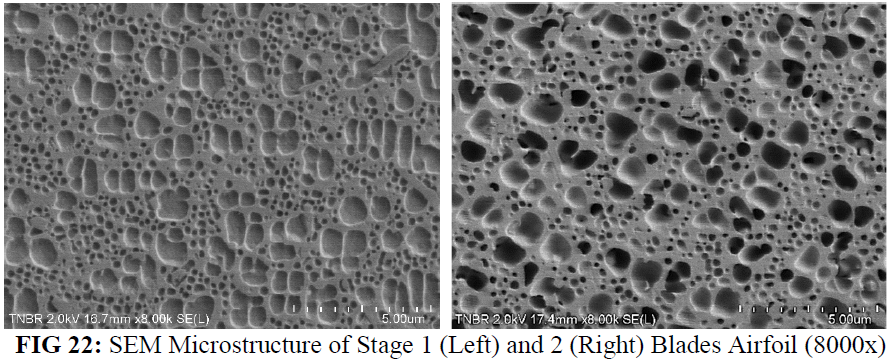 TNBR 2.0kV 16.7mm x8.00k SE(L) 5.00um
TNBR 2.0kV 17.4mm x8.00k SE(L) 5.00um
FIG 22: SEM Microstructure of Stage 1 (Left) and 2 (Right) Blades Airfoil (8000x)